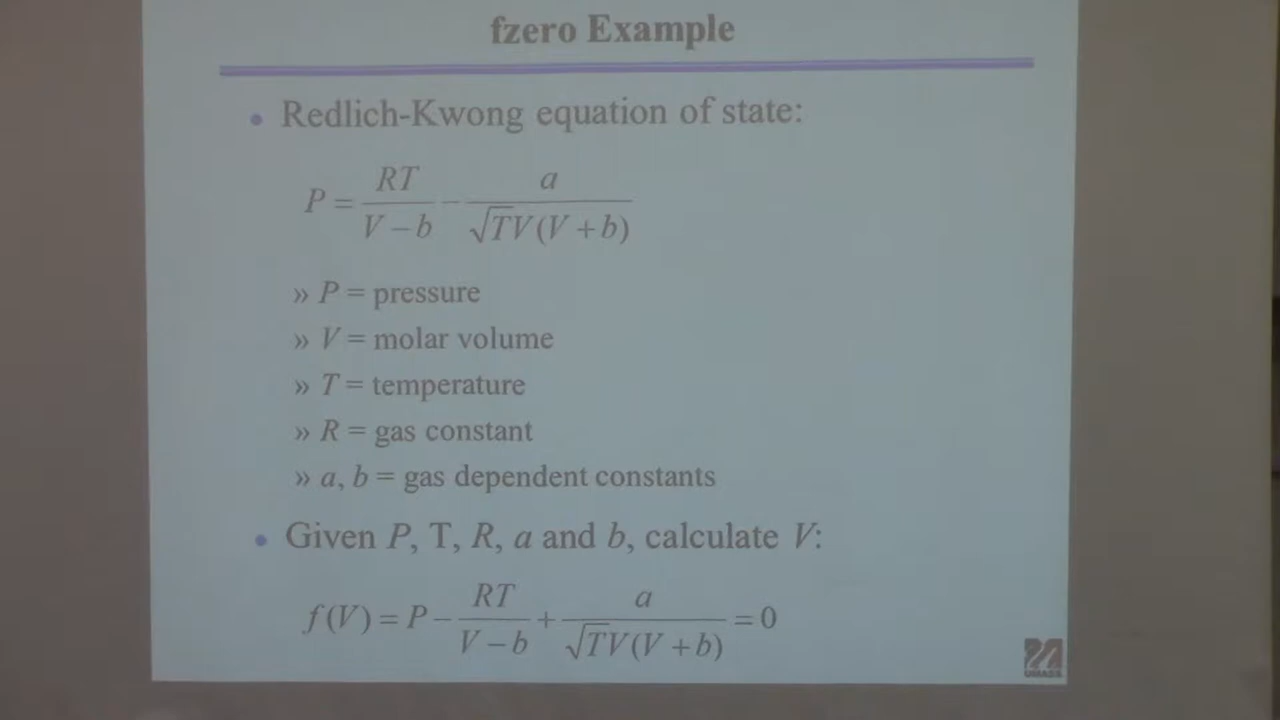 fzero Example
• Redlich-Kwong equation of state:
P = RT / (V − b) − a / (√T V(V + b))
» P = pressure
» V = molar volume
» T = temperature
» R = gas constant
» a, b = gas dependent constants
• Given P, T, R, a and b, calculate V:
f(V) = P − RT / (V − b) + a / (√T V(V + b)) = 0
UMASS